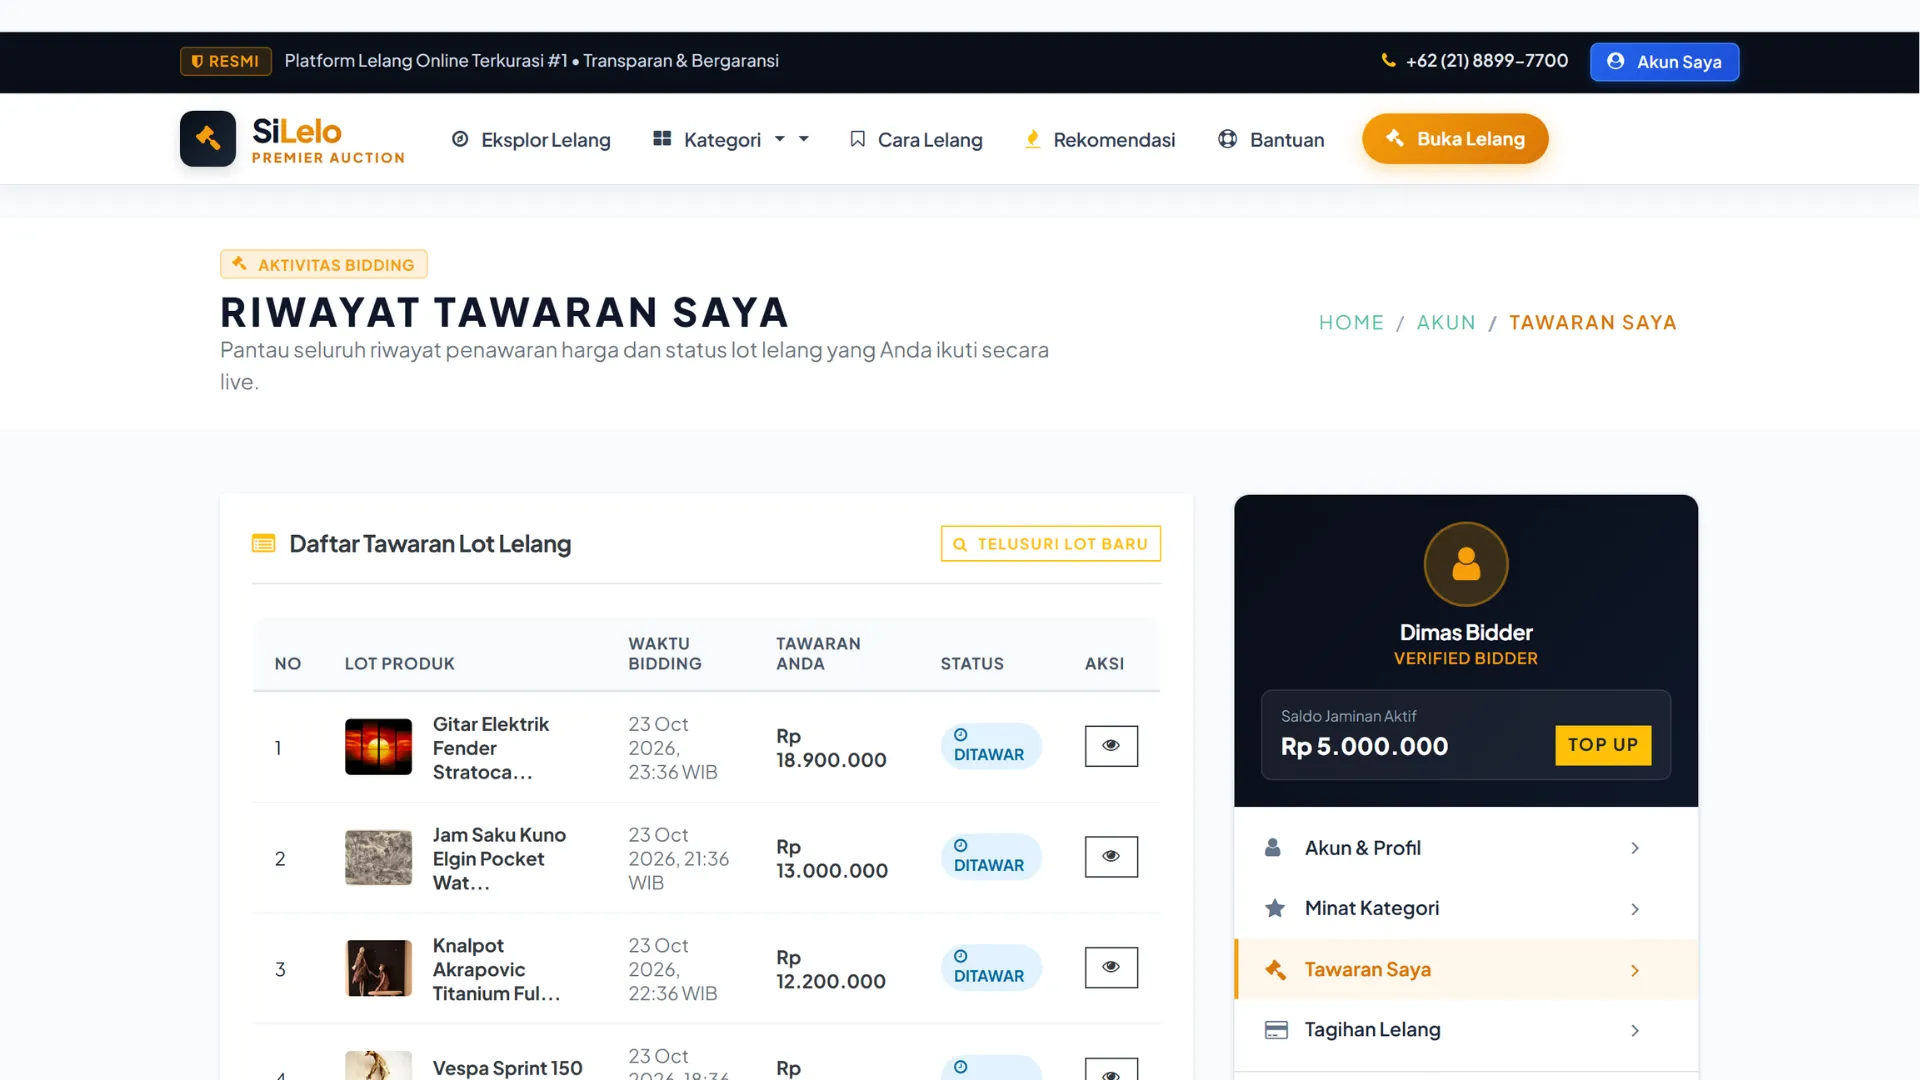 RESMI
Platform Lelang Online Terkurasi #1 • Transparan & Bergaransi
+62 (21) 8899-7700
Akun Saya
SiLelo
PREMIER AUCTION
Eksplor Lelang
Kategori
Cara Lelang
Rekomendasi
Bantuan
Buka Lelang
AKTIVITAS BIDDING
RIWAYAT TAWARAN SAYA
Pantau seluruh riwayat penawaran harga dan status lot lelang yang Anda ikuti secara
live.
HOME / AKUN / TAWARAN SAYA
Daftar Tawaran Lot Lelang
TELUSURI LOT BARU
NO
LOT PRODUK
WAKTU
BIDDING
TAWARAN
ANDA
STATUS
AKSI
1
Gitar Elektrik
Fender
Stratoca...
23 Oct
2026,
23:36 WIB
Rp
18.900.000
DITAWAR
2
Jam Saku Kuno
Elgin Pocket
Wat...
23 Oct
2026, 21:36
WIB
Rp
13.000.000
DITAWAR
3
Knalpot
Akrapovic
Titanium Ful...
23 Oct
2026,
22:36 WIB
Rp
12.200.000
DITAWAR
4
Vespa Sprint 150
23 Oct
2026, 18:36
Rp
Dimas Bidder
VERIFIED BIDDER
Saldo Jaminan Aktif
Rp 5.000.000
TOP UP
Akun & Profil
Minat Kategori
Tawaran Saya
Tagihan Lelang